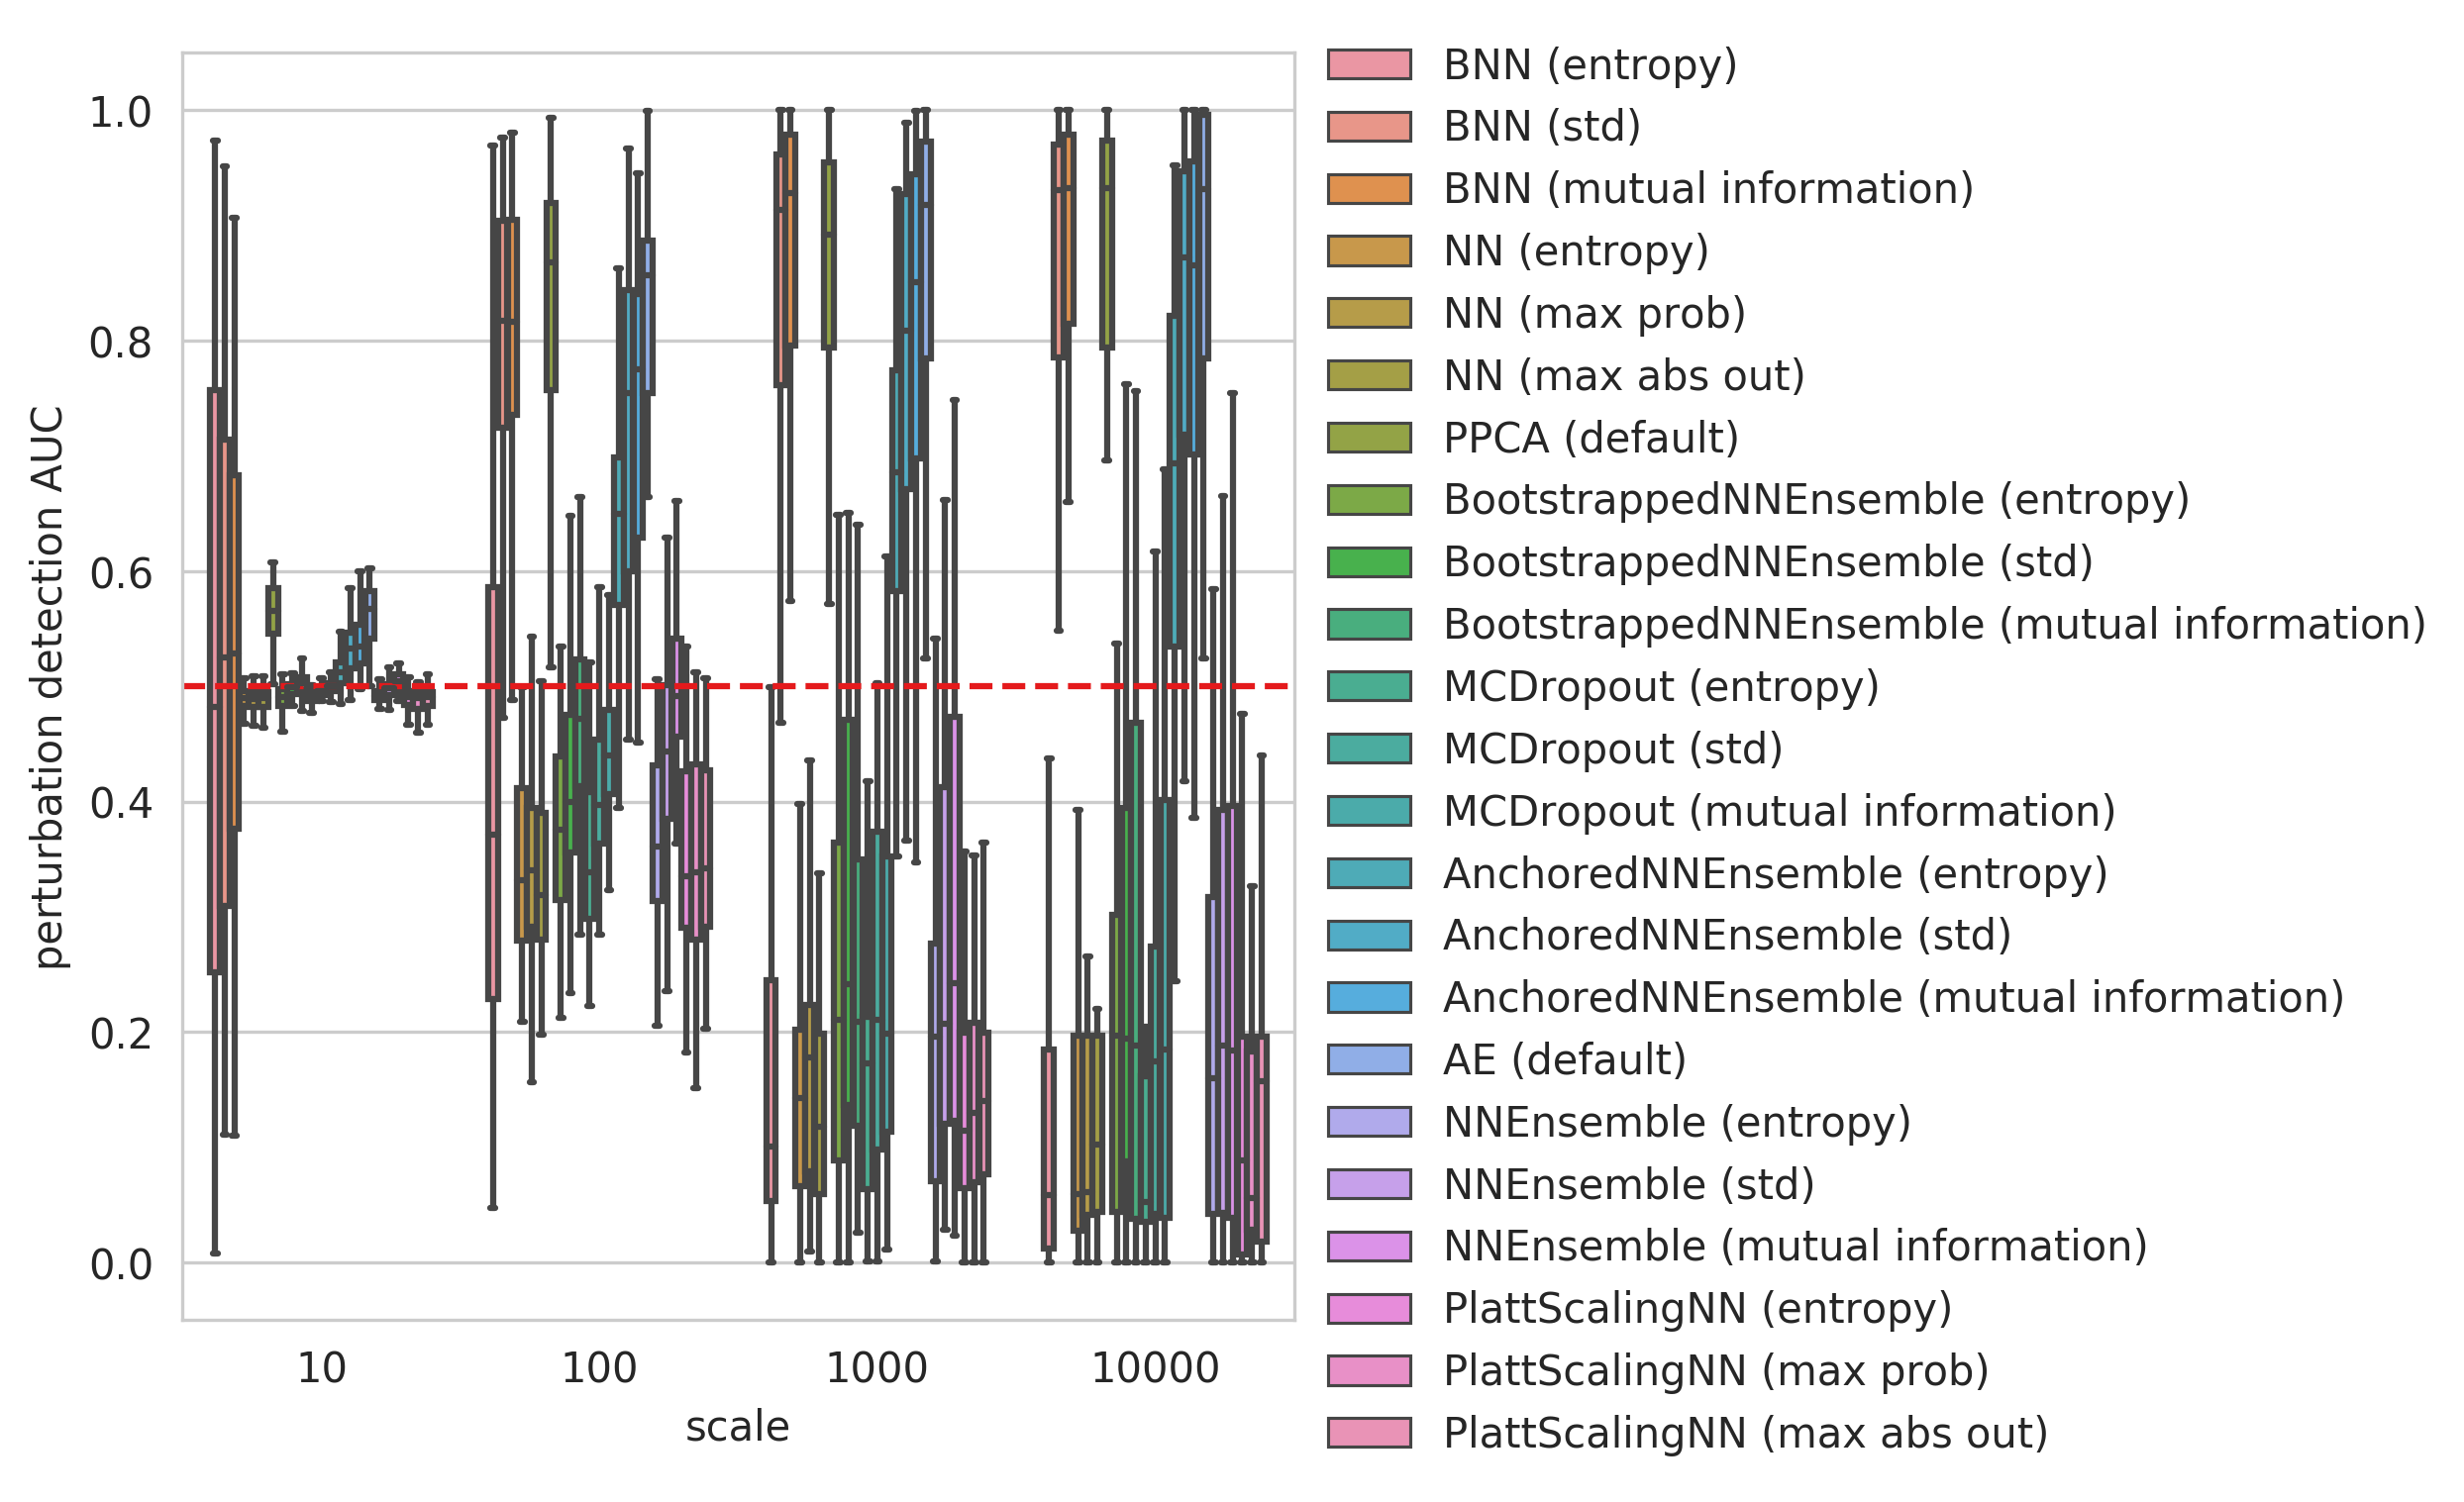 perturbation detection AUC
1.0
0.8
0.6
0.4
0.2
0.0
10 100 1000 10000
scale
BNN (entropy)
BNN (std)
BNN (mutual information)
NN (entropy)
NN (max prob)
NN (max abs out)
PPCA (default)
BootstrappedNNEnsemble (entropy)
BootstrappedNNEnsemble (std)
BootstrappedNNEnsemble (mutual information)
MCDropout (entropy)
MCDropout (std)
MCDropout (mutual information)
AnchoredNNEnsemble (entropy)
AnchoredNNEnsemble (std)
AnchoredNNEnsemble (mutual information)
AE (default)
NNEnsemble (entropy)
NNEnsemble (std)
NNEnsemble (mutual information)
PlattScalingNN (entropy)
PlattScalingNN (max prob)
PlattScalingNN (max abs out)